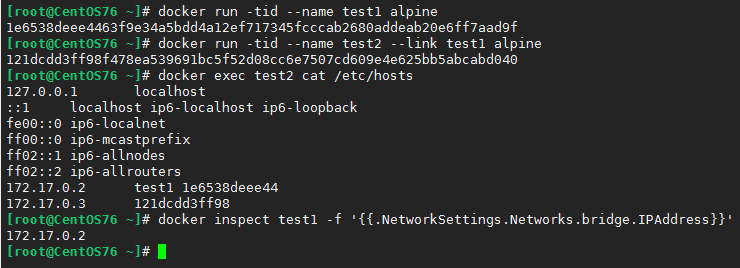 [root@CentOS76 ~]# docker run -tid --name test1 alpine
1e6538deee4463f9e34a5bdd4a12ef717345fcccab2680addeab20e6ff7aad9f
[root@CentOS76 ~]# docker run -tid --name test2 --link test1 alpine
121dcdd3ff98f478ea539691bc5f52d08cc6e7507cd609e4e625bb5abcabd040
[root@CentOS76 ~]# docker exec test2 cat /etc/hosts
127.0.0.1       localhost
::1     localhost ip6-localhost ip6-loopback
fe00::0 ip6-localnet
ff00::0 ip6-mcastprefix
ff02::1 ip6-allnodes
ff02::2 ip6-allrouters
172.17.0.2      test1 1e6538deee44
172.17.0.3      121dcdd3ff98
[root@CentOS76 ~]# docker inspect test1 -f '{{.NetworkSettings.Networks.bridge.IPAddress}}'
172.17.0.2
[root@CentOS76 ~]#